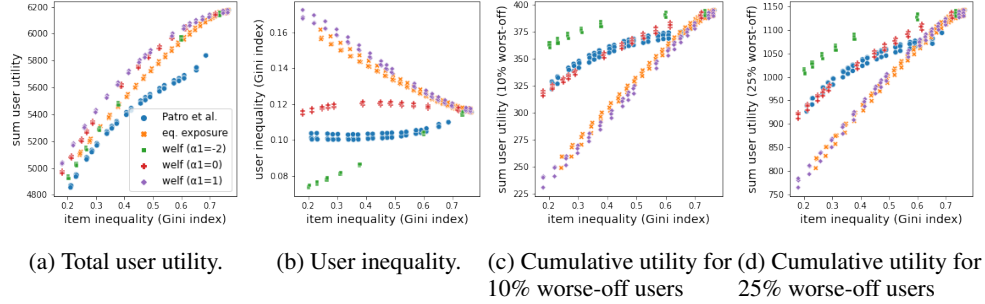 sum user utility
6200
6000
5800
5600
5400
5200
5000
4800
0.2 0.3 0.4 0.5 0.6 0.7
item inequality (Gini index)
Patro et al.
eq. exposure
welf (α1=-2)
welf (α1=0)
welf (α1=1)
user inequality (Gini index)
0.16
0.14
0.12
0.10
0.08
0.2 0.3 0.4 0.5 0.6 0.7
item inequality (Gini index)
sum user utility (10% worst-off)
400
375
350
325
300
275
250
225
0.2 0.3 0.4 0.5 0.6 0.7
item inequality (Gini index)
sum user utility (25% worst-off)
1150
1100
1050
1000
950
900
850
800
750
0.2 0.3 0.4 0.5 0.6 0.7
item inequality (Gini index)
(a) Total user utility.
(b) User inequality.
(c) Cumulative utility for
10% worse-off users
(d) Cumulative utility for
25% worse-off users